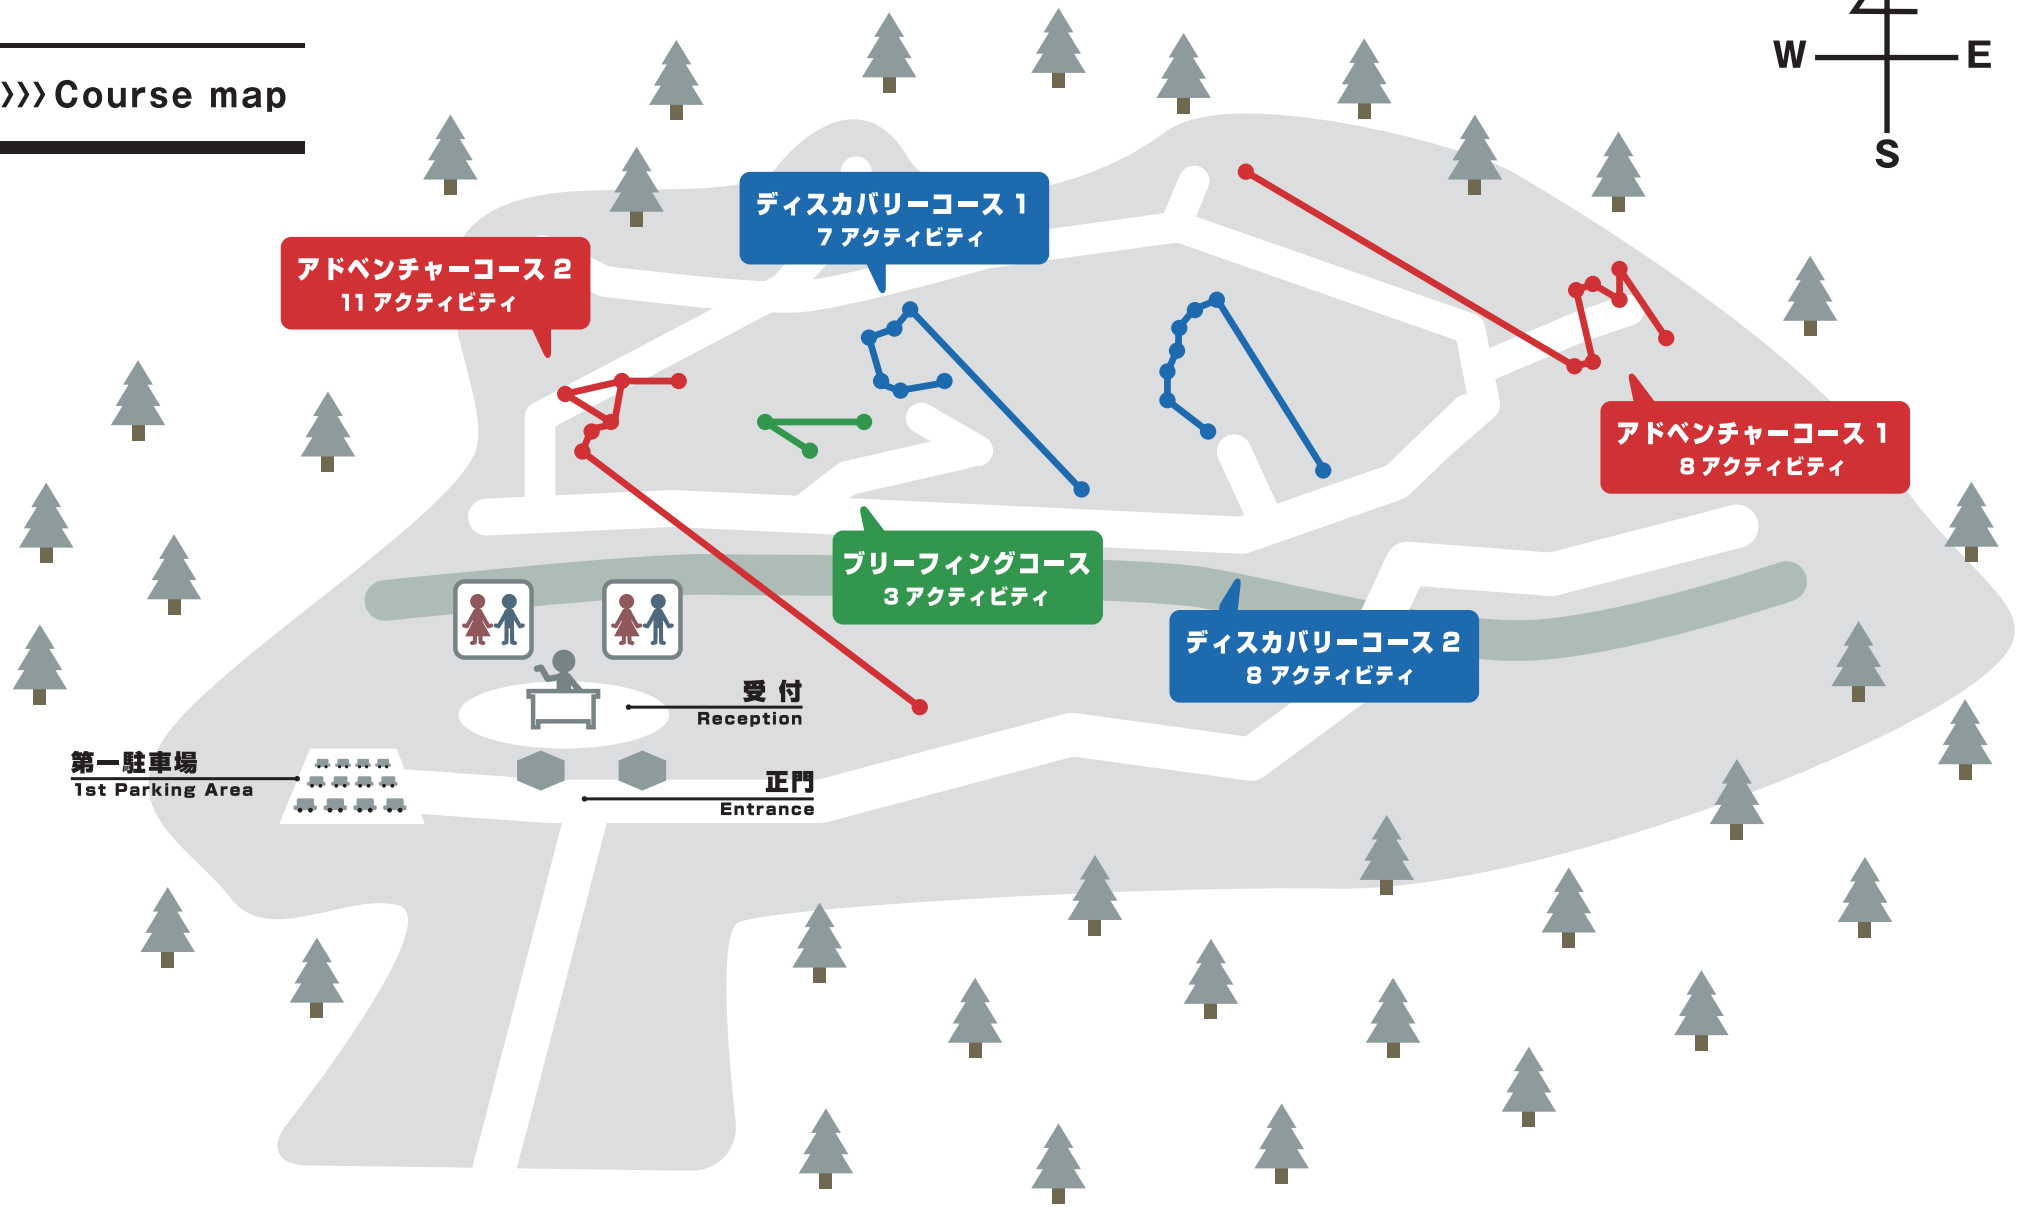 >>>Course map
W E
S
ディスカバリーコース 1
7 アクティビティ
アドベンチャーコース 2
11 アクティビティ
アドベンチャーコース 1
8 アクティビティ
ブリーフィングコース
3 アクティビティ
ディスカバリーコース 2
8 アクティビティ
受付
Reception
第一駐車場
1st Parking Area
正門
Entrance